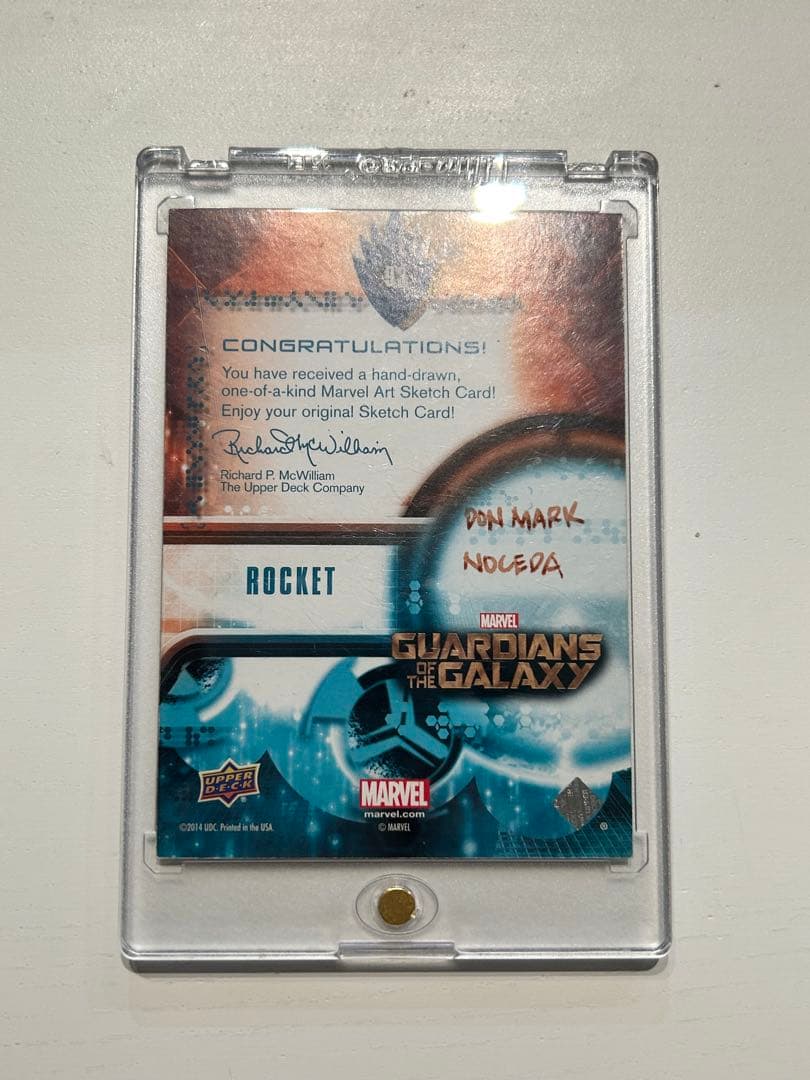 CONGRATULATIONS!
You have received a hand-drawn,
one-of-a-kind Marvel Art Sketch Card!
Enjoy your original Sketch Card!
Richard P. McWilliam
Richard P. McWilliam
The Upper Deck Company
DON MARK
NOCEDA
ROCKET
MARVEL
GUARDIANS
OF THE GALAXY
UPPER
D·E·C·K
MARVEL
marvel.com
©2014 UDC. Printed in the USA.
© MARVEL